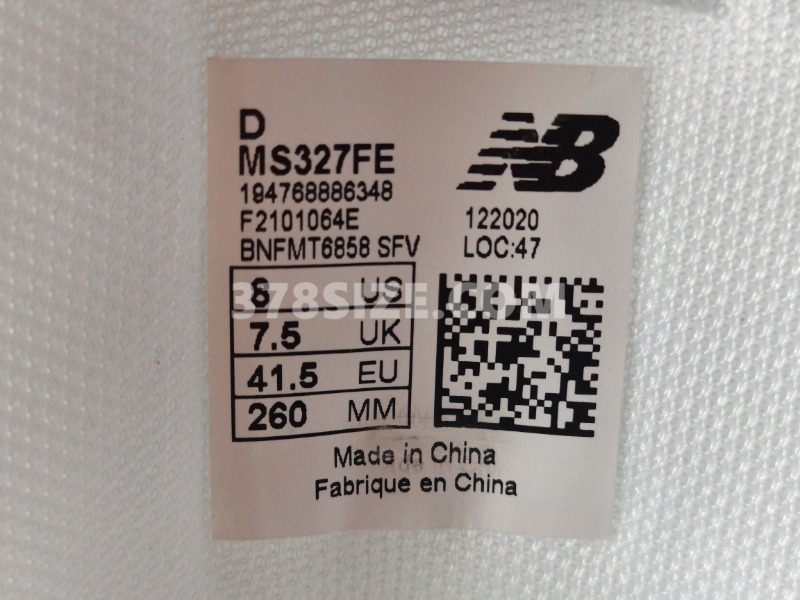 D
MS327FE
194768886348
F2101064E
BNFMT6858 SFV
NB
122020
LOC:47
8 US
7.5 UK
41.5 EU
260 MM
378SIZE.COM
Made in China
Fabrique en China